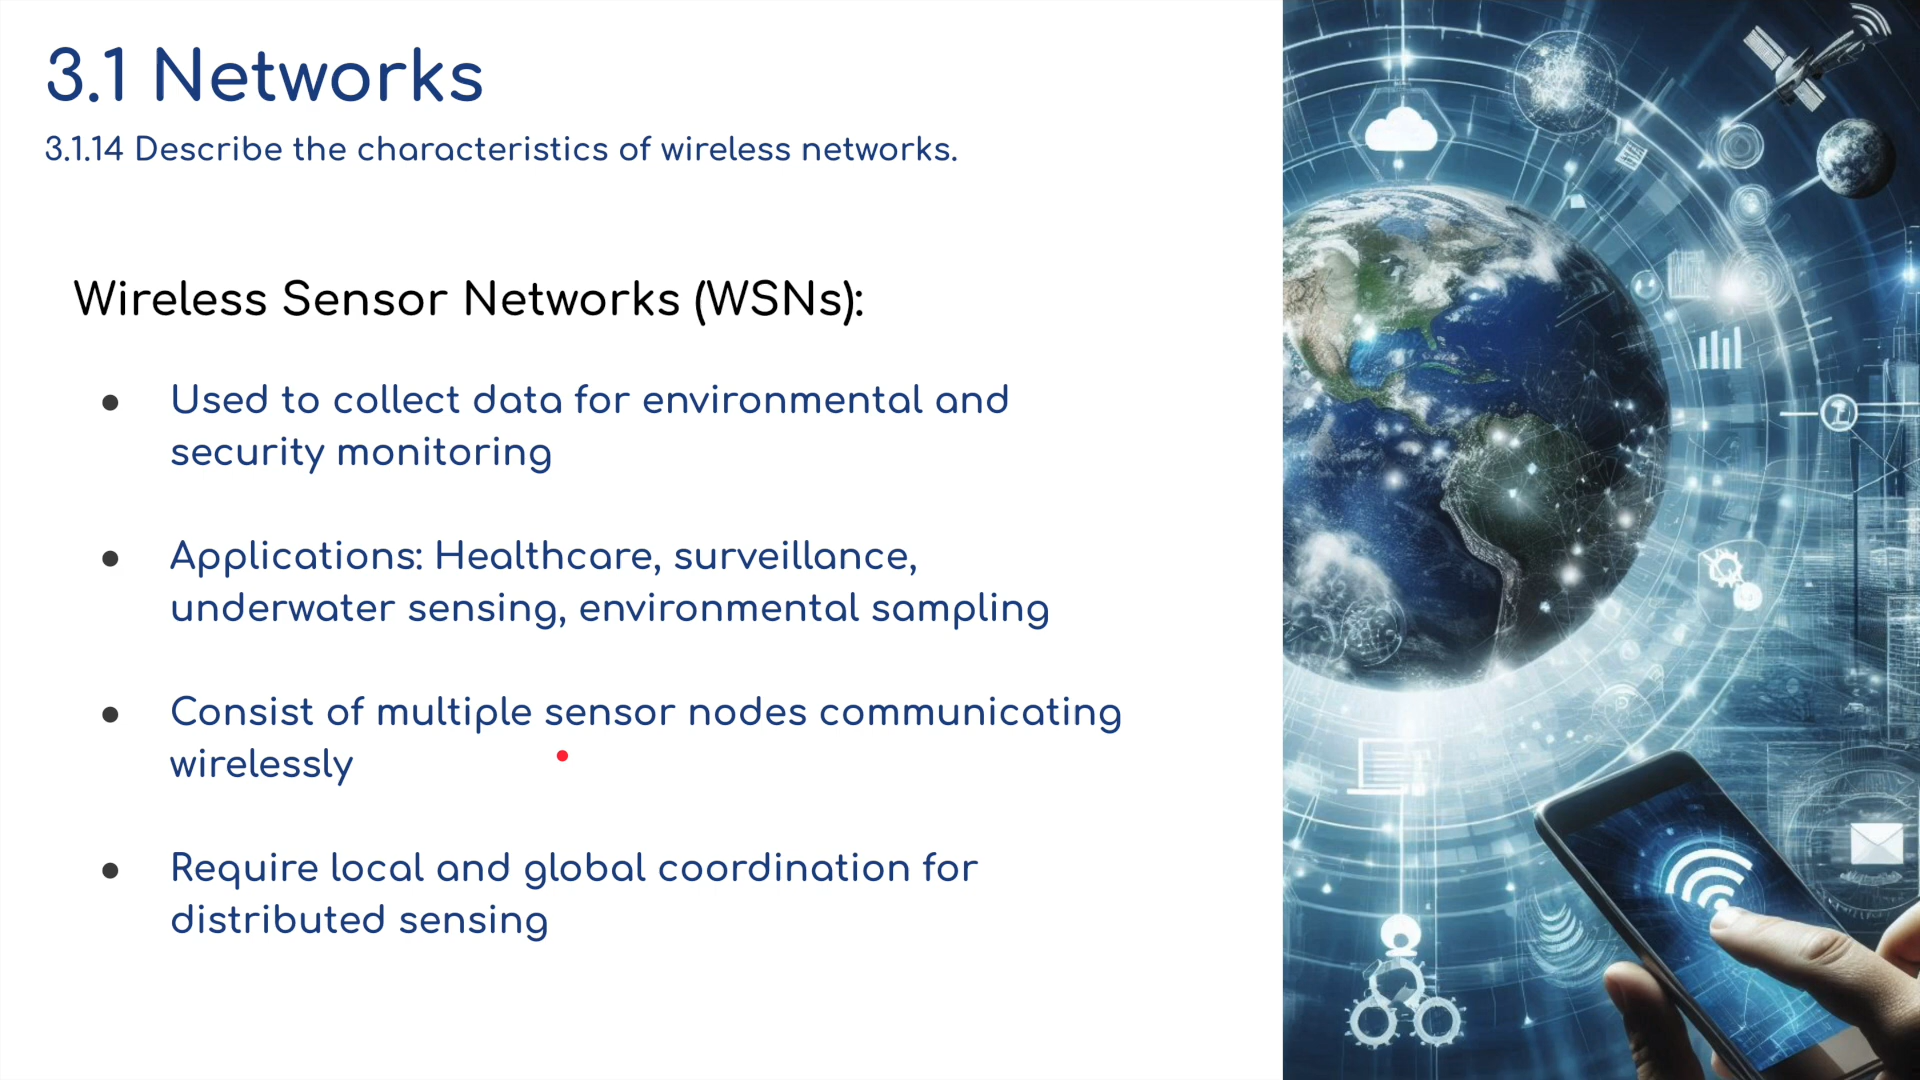 3.1 Networks
3.1.14 Describe the characteristics of wireless networks.
Wireless Sensor Networks (WSNs):
● Used to collect data for environmental and
security monitoring
● Applications: Healthcare, surveillance,
underwater sensing, environmental sampling
● Consist of multiple sensor nodes communicating
wirelessly
● Require local and global coordination for
distributed sensing